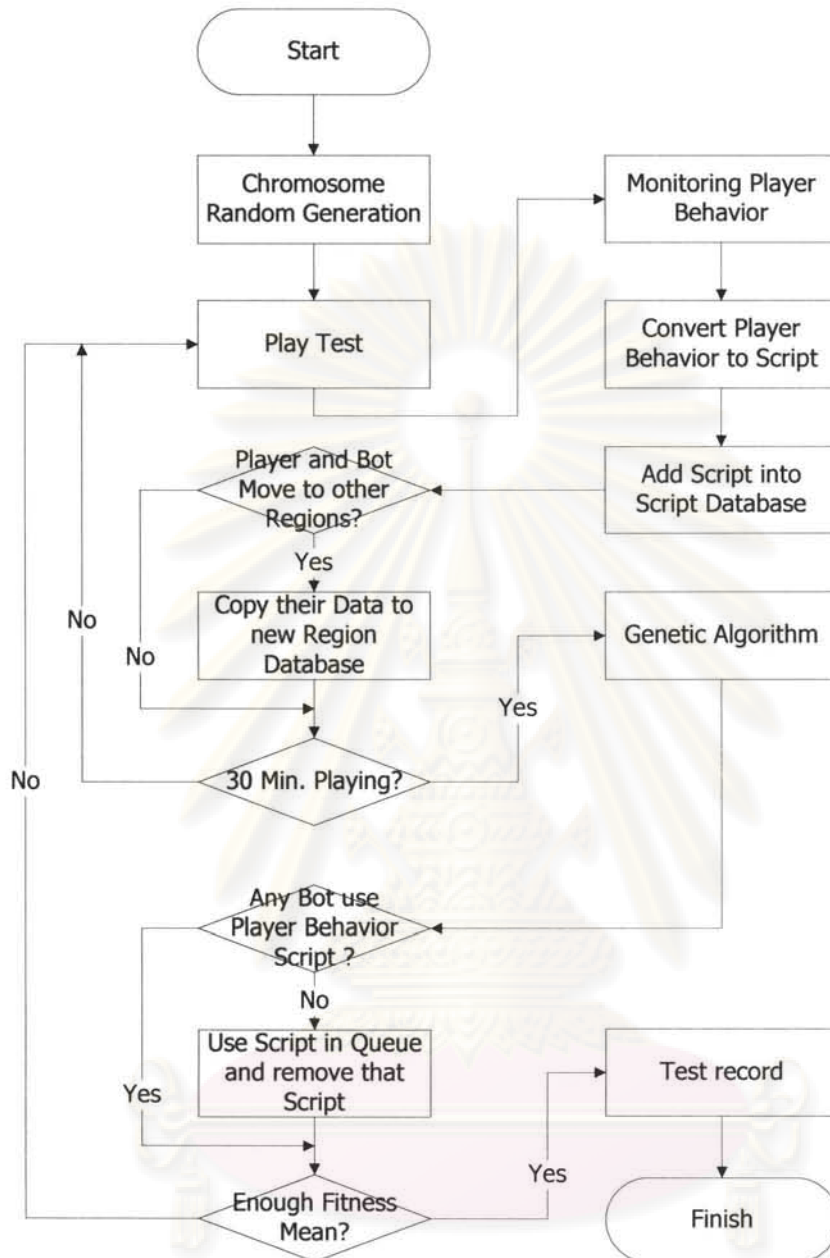 Start
Chromosome
Random Generation
Monitoring Player
Behavior
Play Test
Convert Player
Behavior to Script
Player and Bot
Move to other
Regions?
Add Script into
Script Database
Yes
Copy their Data to
new Region
Database
No
No
Genetic Algorithm
Yes
30 Min. Playing?
No
Any Bot use
Player Behavior
Script ?
No
Use Script in Queue
and remove that
Script
Yes
Test record
Yes
Enough Fitness
Mean?
Finish